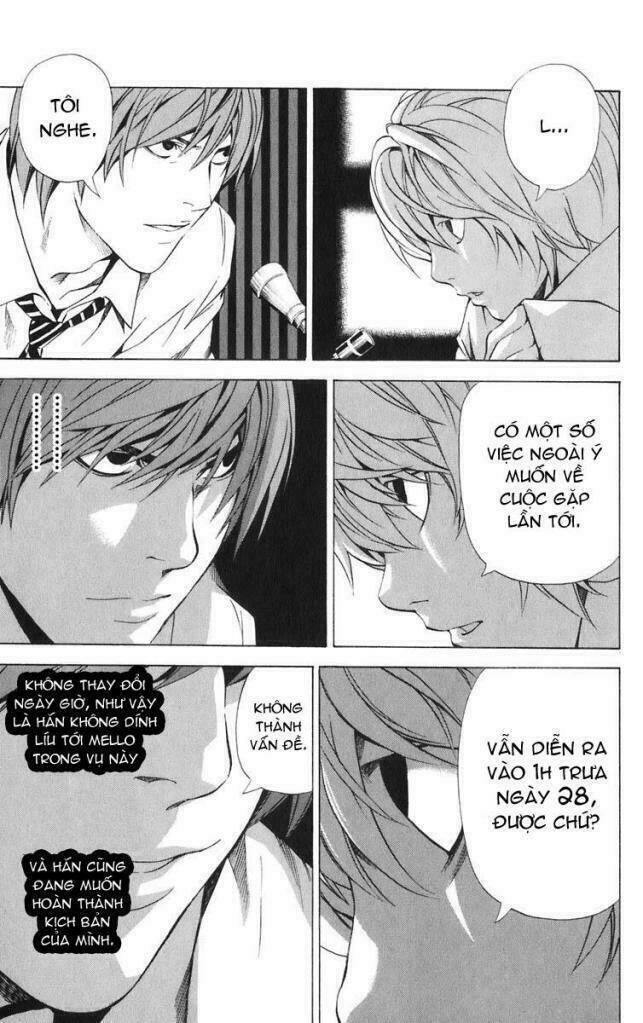 L...
TÔI
NGHE.
CÓ MỘT SỐ
VIỆC NGOÀI Ý
MUỐN VỀ
CUỘC GẶP
LẦN TỚI.
VẪN DIỄN RA
VÀO 1H TRƯA
NGÀY 28,
ĐƯỢC CHỨ?
KHÔNG
THÀNH
VẤN ĐỀ.
KHÔNG THAY ĐỔI
NGÀY GIỜ, NHƯ VẬY
LÀ HẮN KHÔNG DÍNH
LÍU TỚI MELLO
TRONG VỤ NÀY
VÀ HẮN CŨNG
ĐANG MUỐN
HOÀN THÀNH
KỊCH BẢN
CỦA MÌNH.